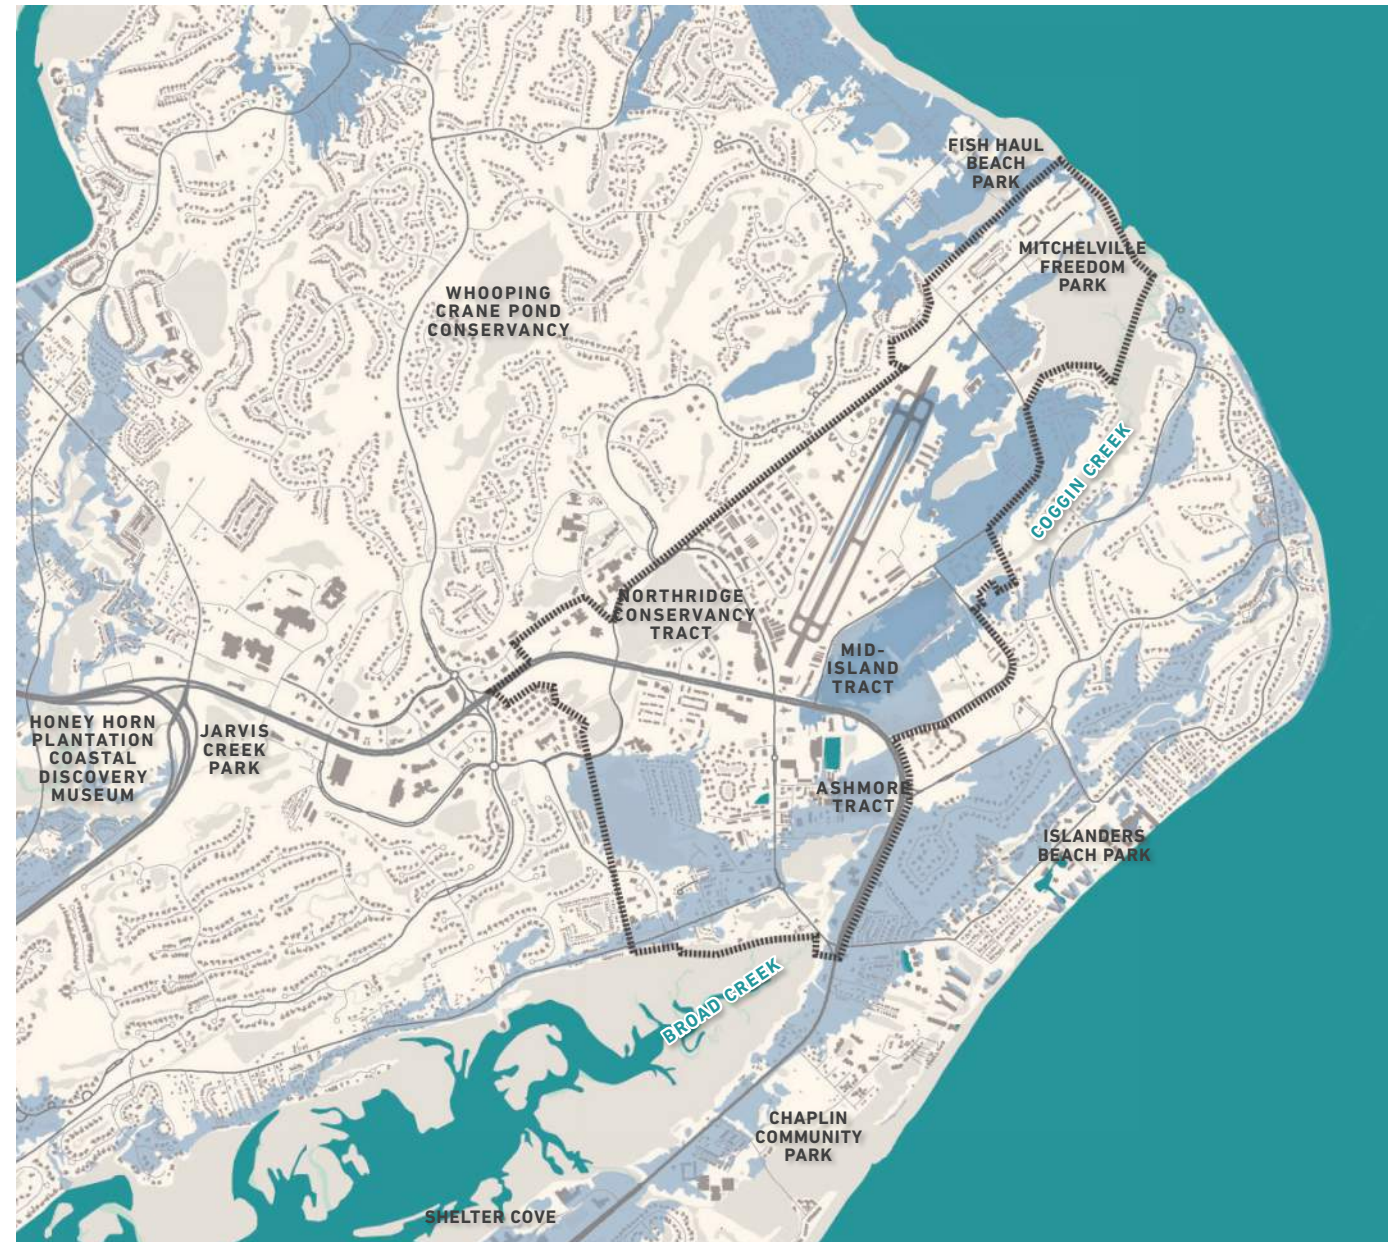 FISH HAUL
BEACH
PARK
MITCHELVILLE
FREEDOM
PARK
WHOOPING
CRANE POND
CONSERVANCY
COGGIN CREEK
NORTHRIDGE
CONSERVANCY
TRACT
MID-
ISLAND
TRACT
HONEY HORN
PLANTATION
COASTAL
DISCOVERY
MUSEUM
JARVIS
CREEK
PARK
ASHMORE
TRACT
ISLANDERS
BEACH PARK
BROAD CREEK
CHAPLIN
COMMUNITY
PARK
SHELTER COVE